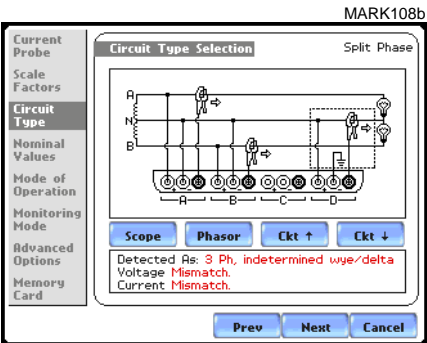 MARK108b
Current
Probe
Scale
Factors
Circuit
Type
Nominal
Values
Mode of
Operation
Monitoring
Mode
Advanced
Options
Memory
Card
Circuit Type Selection
Split Phase
A
N
B
A
B
C
D
Scope
Phasor
Ckt ↑
Ckt ↓
Detected As: 3 Ph, indetermined wye/delta
Voltage Mismatch.
Current Mismatch.
Prev
Next
Cancel